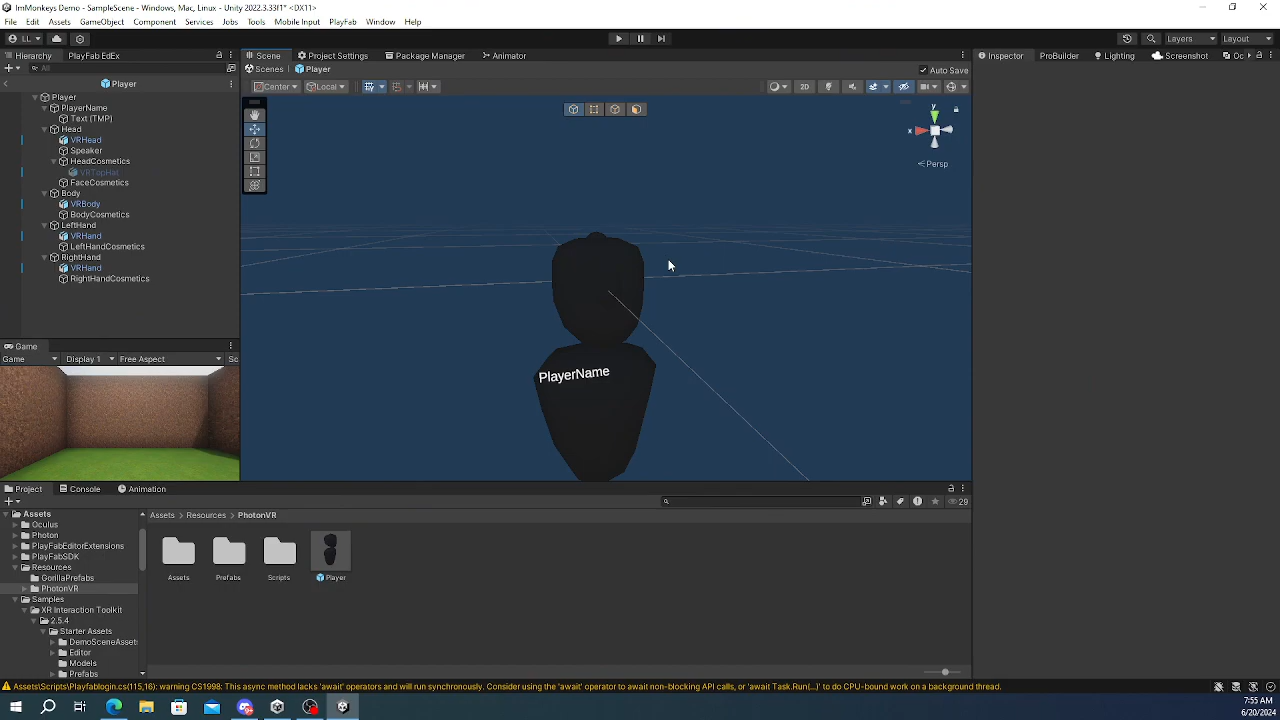 ImMonkeys Demo - SampleScene - Windows, Mac, Linux - Unity 2022.3.33f1* <DX11>
File Edit Assets GameObject Component Services Jobs Tools Mobile Input PlayFab Window Help
LL Layers Layout
Hierarchy PlayFab EdEx Scene Project Settings Package Manager Animator Inspector ProBuilder Lighting Screenshot Oc
All Scenes Player Auto Save
Player Center Local 2D
Player
PlayerName
Text (TMP)
Head
VRHead
Speaker
HeadCosmetics
VRTopHat
FaceCosmetics
Body
VRBody
BodyCosmetics
LeftHand
VRHand
LeftHandCosmetics
RightHand
VRHand
RightHandCosmetics
y
x
Persp
PlayerName
Game
Game Display 1 Free Aspect Sc
Project Console Animation
29
Assets
Oculus
Photon
PlayFabEditorExtensions
PlayFabSDK
Resources
GorillaPrefabs
PhotonVR
Samples
XR Interaction Toolkit
2.5.4
Starter Assets
DemoSceneAssets
Editor
Models
Prefabs
Assets > Resources > PhotonVR
Assets Prefabs Scripts Player
Assets\Scripts\Playfablogin.cs(115,16): warning CS1998: This async method lacks 'await' operators and will run synchronously. Consider using the 'await' operator to await non-blocking API calls, or 'await Task.Run(...)' to do CPU-bound work on a background thread.
7:55 AM
6/20/2024